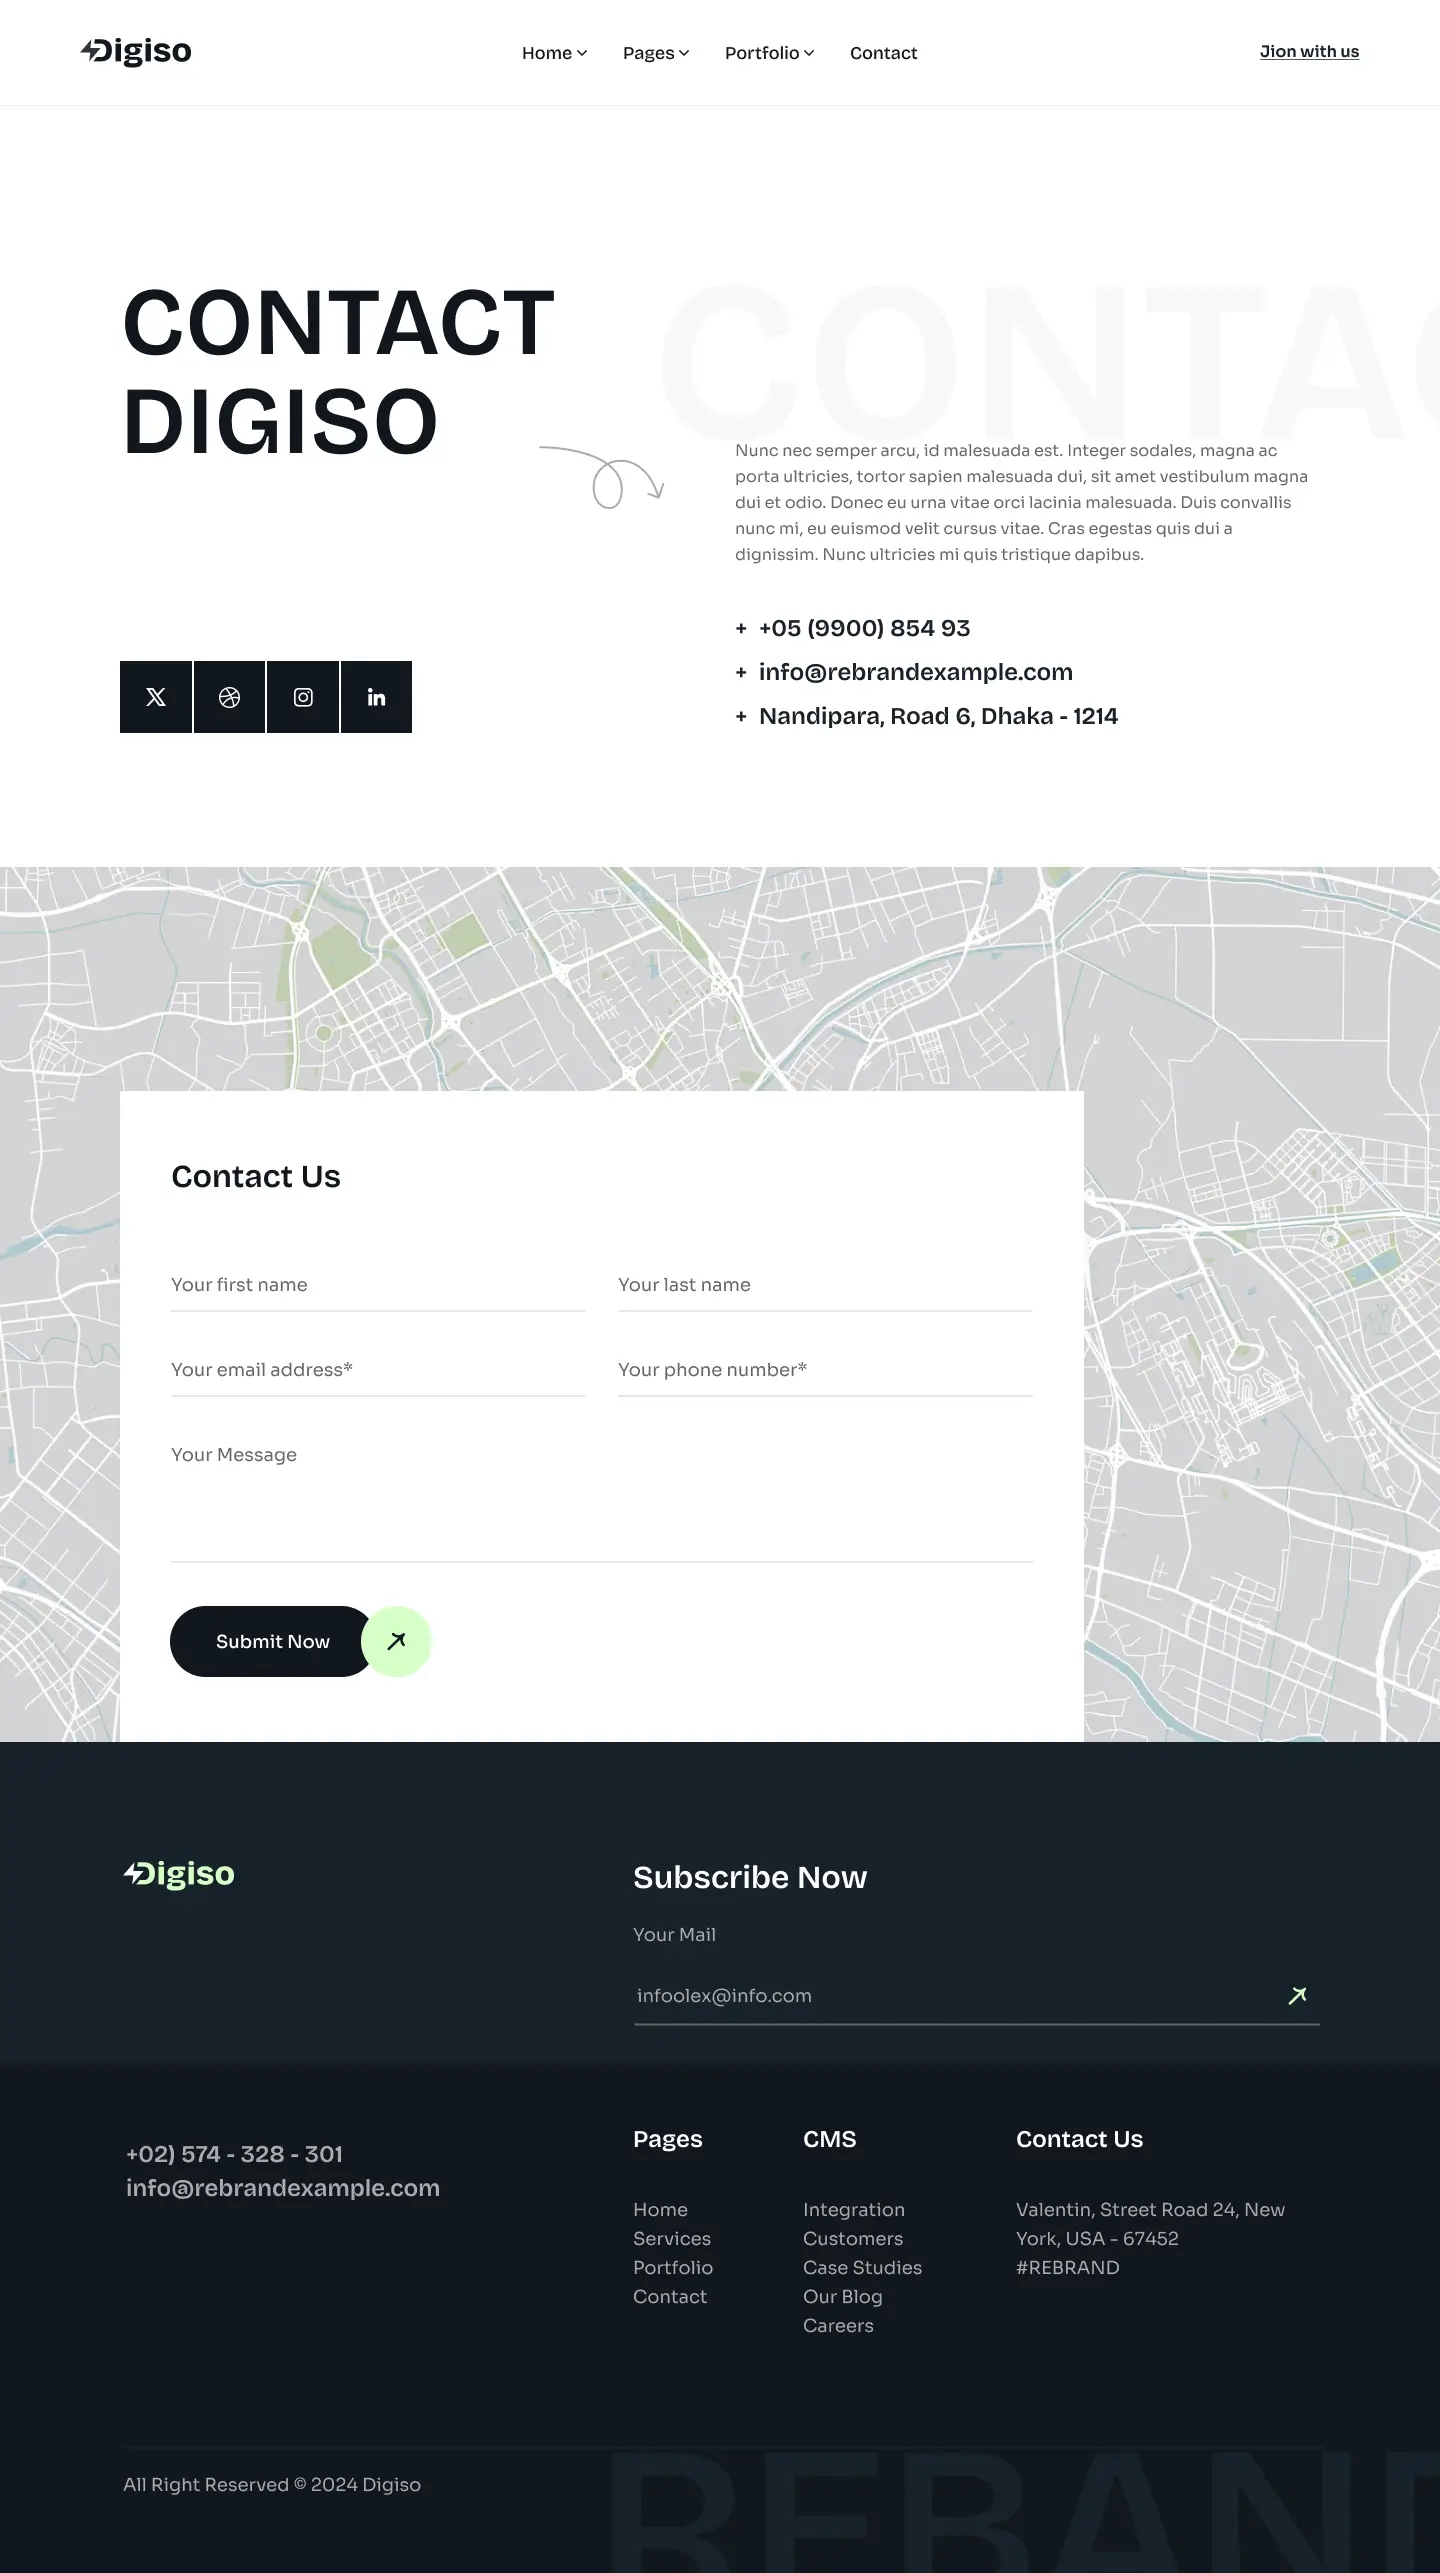 Digiso
Home
Pages
Portfolio
Contact
Jion with us
CONTAC
CONTACT
DIGISO
Nunc nec semper arcu, id malesuada est. Integer sodales, magna ac
porta ultricies, tortor sapien malesuada dui, sit amet vestibulum magna
dui et odio. Donec eu urna vitae orci lacinia malesuada. Duis convallis
nunc mi, eu euismod velit cursus vitae. Cras egestas quis dui a
dignissim. Nunc ultricies mi quis tristique dapibus.
+ +05 (9900) 854 93
+ info@rebrandexample.com
+ Nandipara, Road 6, Dhaka - 1214
Contact Us
Your first name
Your last name
Your email address*
Your phone number*
Your Message
Submit Now
Digiso
Subscribe Now
Your Mail
infoolex@info.com
+02) 574 - 328 - 301
info@rebrandexample.com
Pages
Home
Services
Portfolio
Contact
CMS
Integration
Customers
Case Studies
Our Blog
Careers
Contact Us
Valentin, Street Road 24, New
York, USA - 67452
#REBRAND
All Right Reserved © 2024 Digiso
REBAND